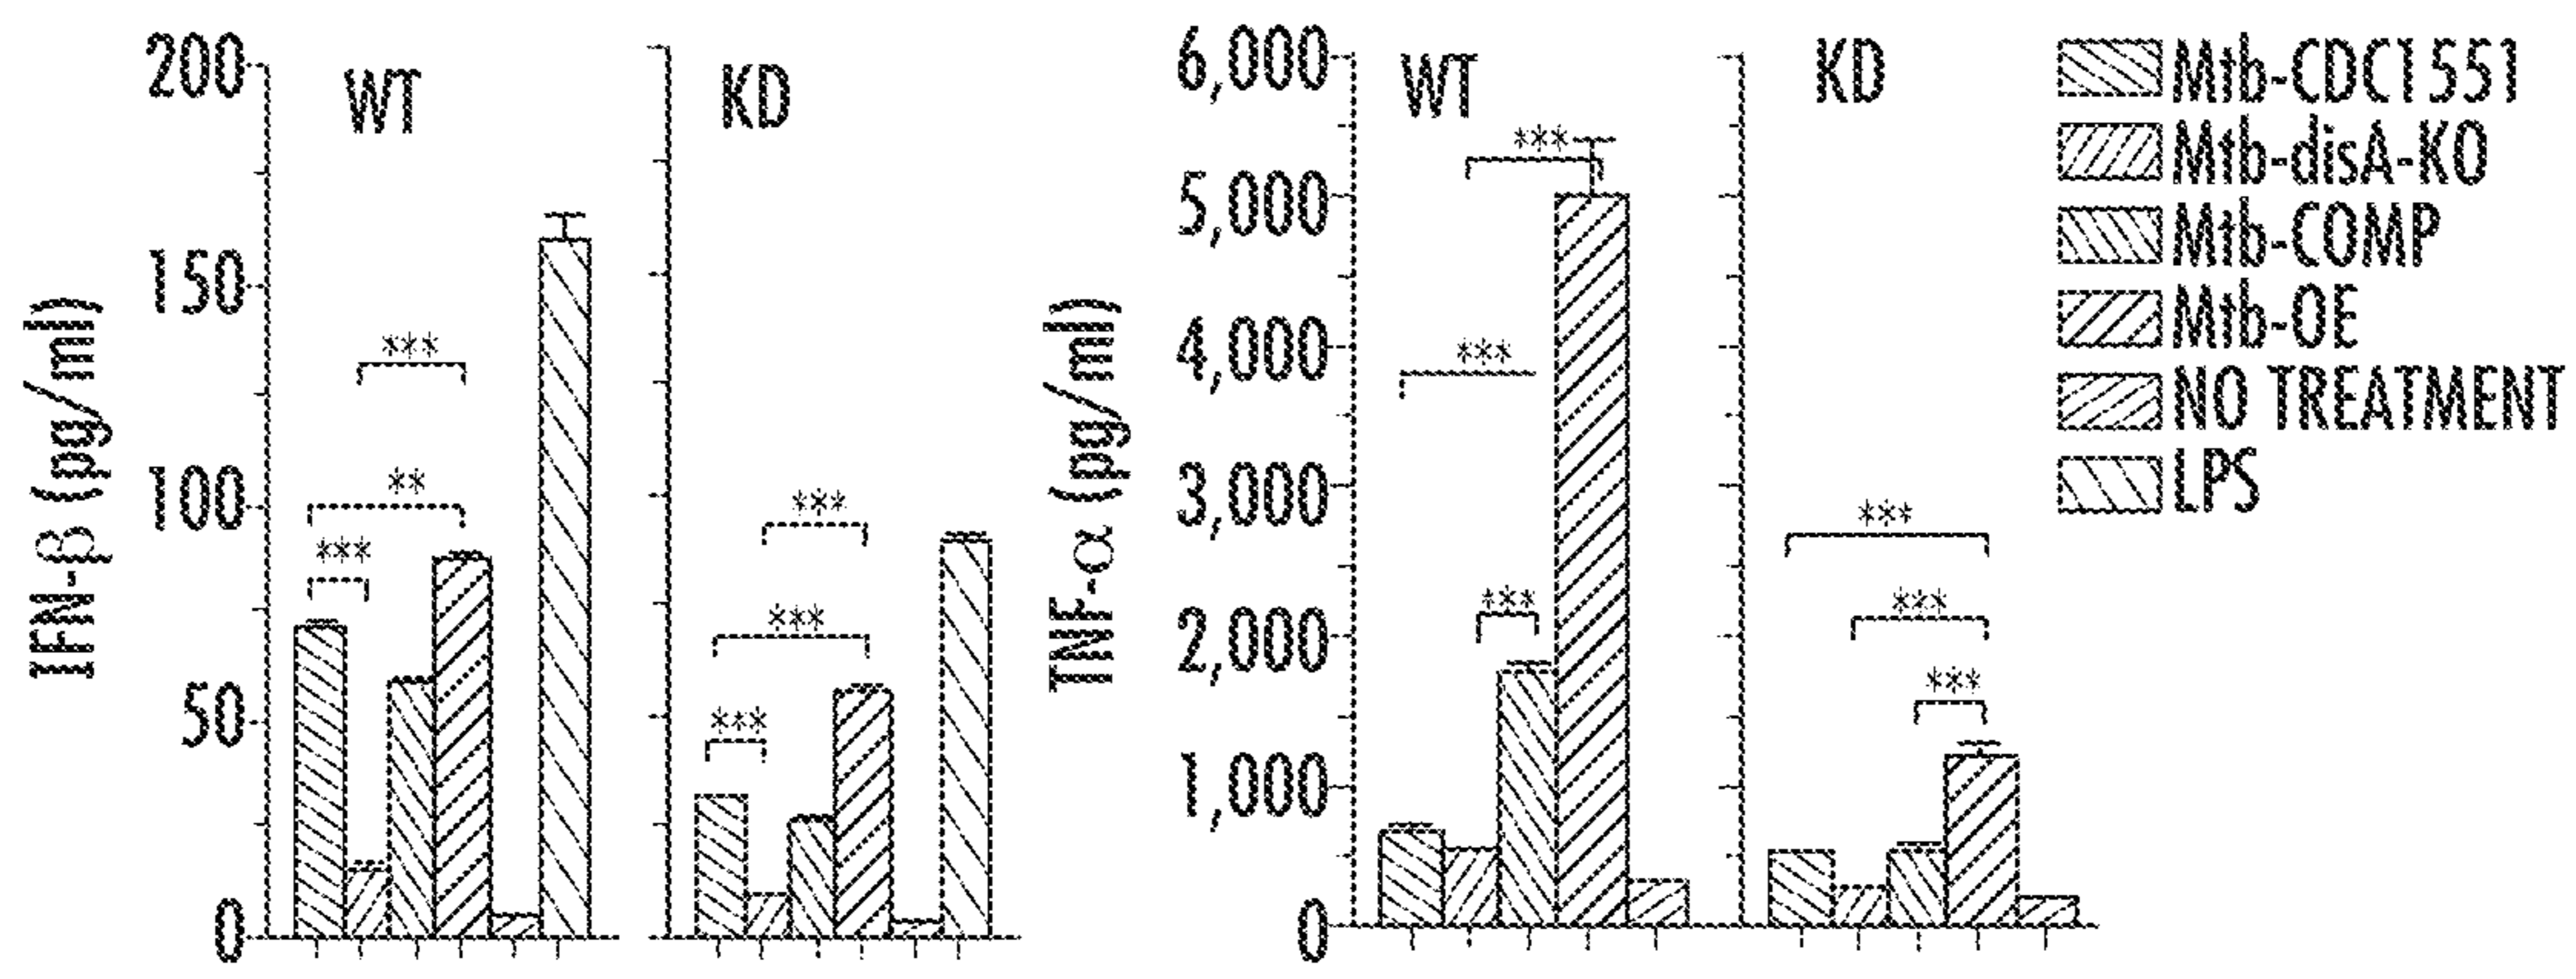 IFN-β (pg/ml)
200
150
100
50
0
WT
***
**
***
KD
***
***
***
TNF-α (pg/ml)
6,000
5,000
4,000
3,000
2,000
1,000
0
WT
***
***
***
KD
***
***
***
Mtb-CDC1551
Mtb-disA-KO
Mtb-COMP
Mtb-OE
NO TREATMENT
LPS